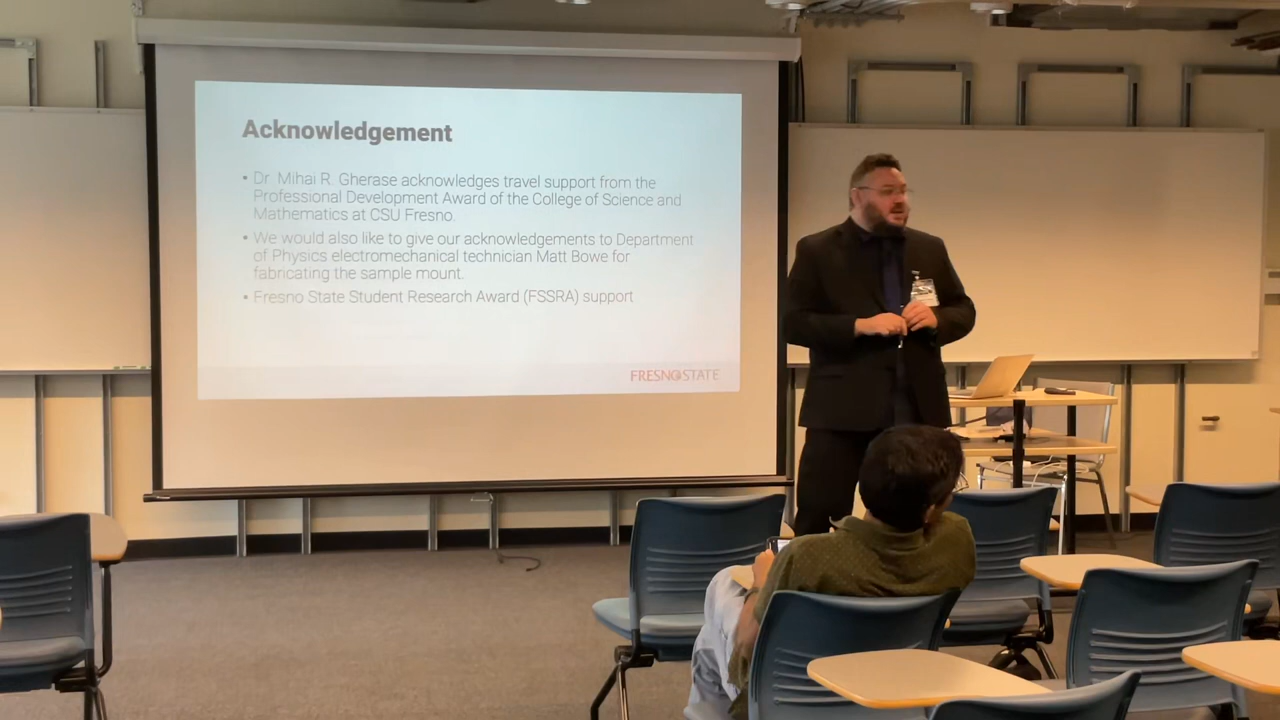 Acknowledgement
• Dr. Mihai R. Gherase acknowledges travel support from the
Professional Development Award of the College of Science and
Mathematics at CSU Fresno.
• We would also like to give our acknowledgements to Department
of Physics electromechanical technician Matt Bowe for
fabricating the sample mount.
• Fresno State Student Research Award (FSSRA) support
FRESNO STATE